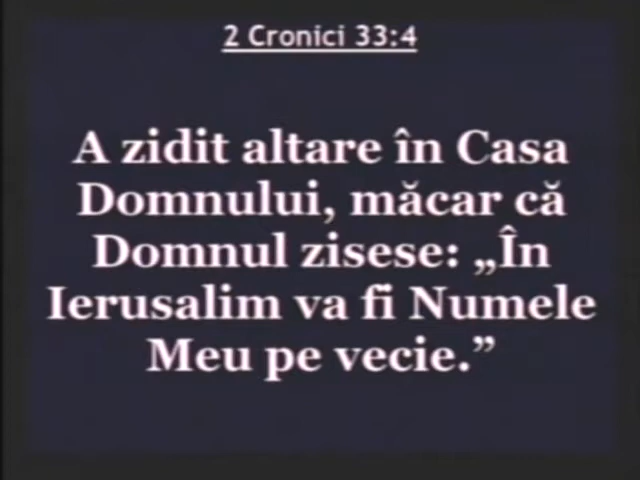 2 Cronici 33:4
A zidit altare în Casa
Domnului, măcar că
Domnul zisese: „În
Ierusalim va fi Numele
Meu pe vecie.”